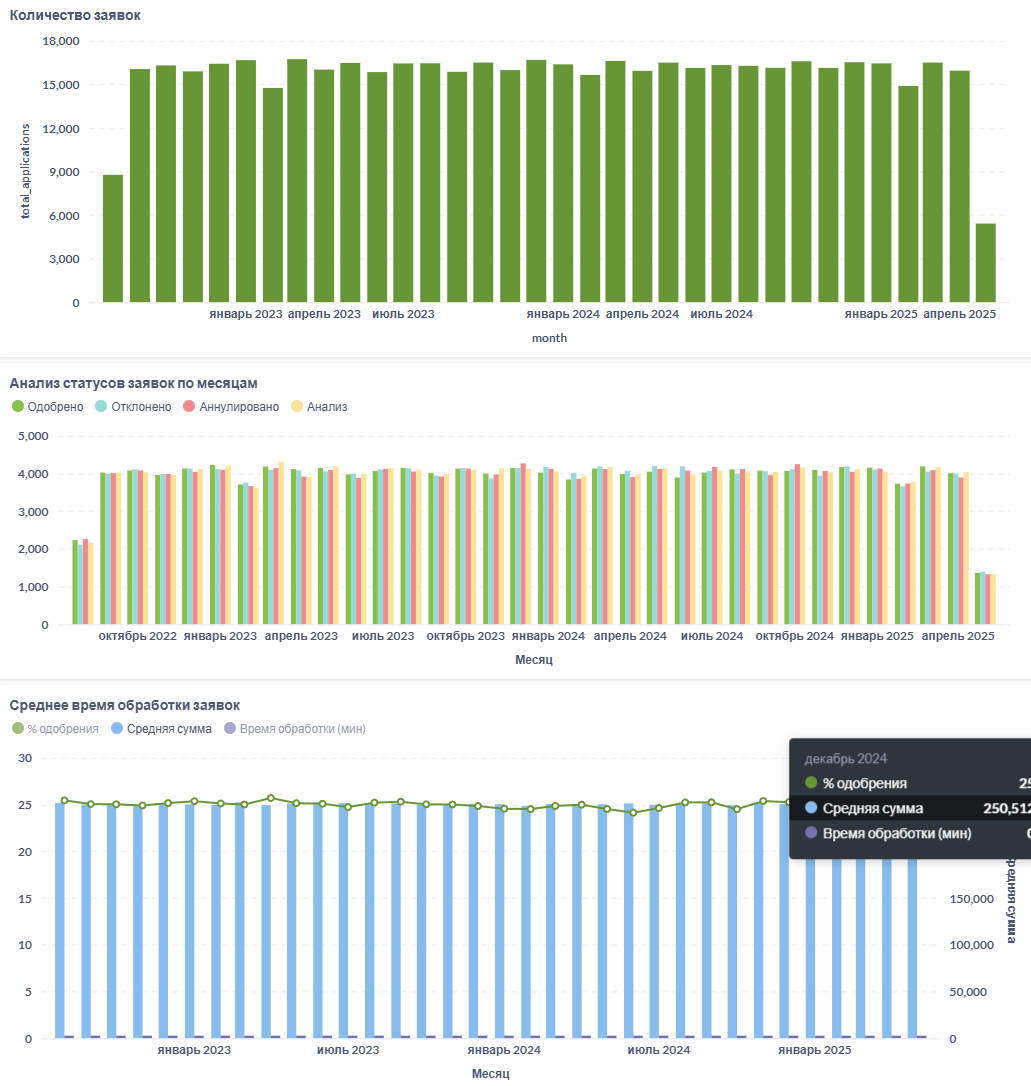 Количество заявок
18,000
15,000
12,000
9,000
6,000
3,000
0
total_applications
январь 2023 апрель 2023 июль 2023 январь 2024 апрель 2024 июль 2024 январь 2025 апрель 2025
month
Анализ статусов заявок по месяцам
Одобрено Отклонено Аннулировано Анализ
5,000
4,000
3,000
2,000
1,000
0
октябрь 2022 январь 2023 апрель 2023 июль 2023 октябрь 2023 январь 2024 апрель 2024 июль 2024 октябрь 2024 январь 2025 апрель 2025
Месяц
Среднее время обработки заявок
% одобрения Средняя сумма Время обработки (мин)
30
25
20
15
10
5
0
декабрь 2024
% одобрения 25
Средняя сумма 250,512
Время обработки (мин) 0
150,000
100,000
50,000
0
редняя сумма
январь 2023 июль 2023 январь 2024 июль 2024 январь 2025
Месяц